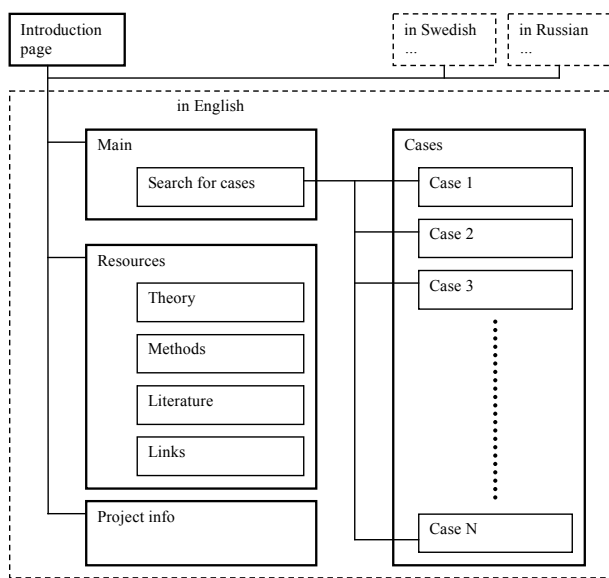 Introduction
page
in Swedish
...
in Russian
...
in English
Main
Search for cases
Resources
Theory
Methods
Literature
Links
Project info
Cases
Case 1
Case 2
Case 3
Case N